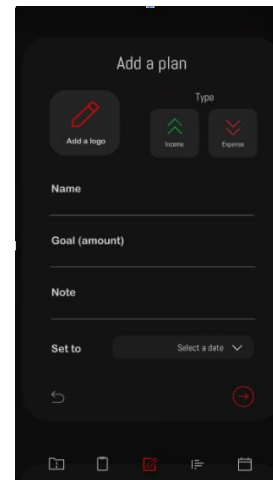 Add a plan
Type
Add a logo
Income
Expense
Name
Goal (amount)
Note
Set to
Select a date